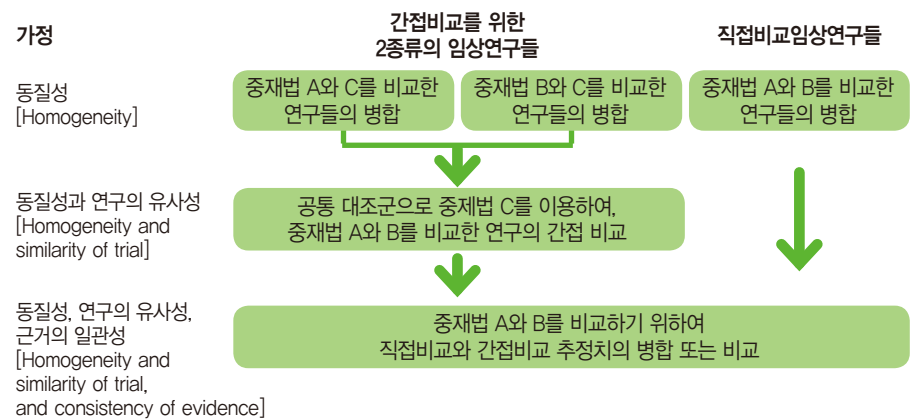 가정
간접비교를 위한
2종류의 임상연구들
직접비교임상연구들
동질성
[Homogeneity]
중재법 A와 C를 비교한
연구들의 병합
중재법 B와 C를 비교한
연구들의 병합
중재법 A와 B를 비교한
연구들의 병합
동질성과 연구의 유사성
[Homogeneity and
similarity of trial]
공통 대조군으로 중제법 C를 이용하여,
중재법 A와 B를 비교한 연구의 간접 비교
동질성, 연구의 유사성,
근거의 일관성
[Homogeneity and
similarity of trial,
and consistency of evidence]
중재법 A와 B를 비교하기 위하여
직접비교와 간접비교 추정치의 병합 또는 비교